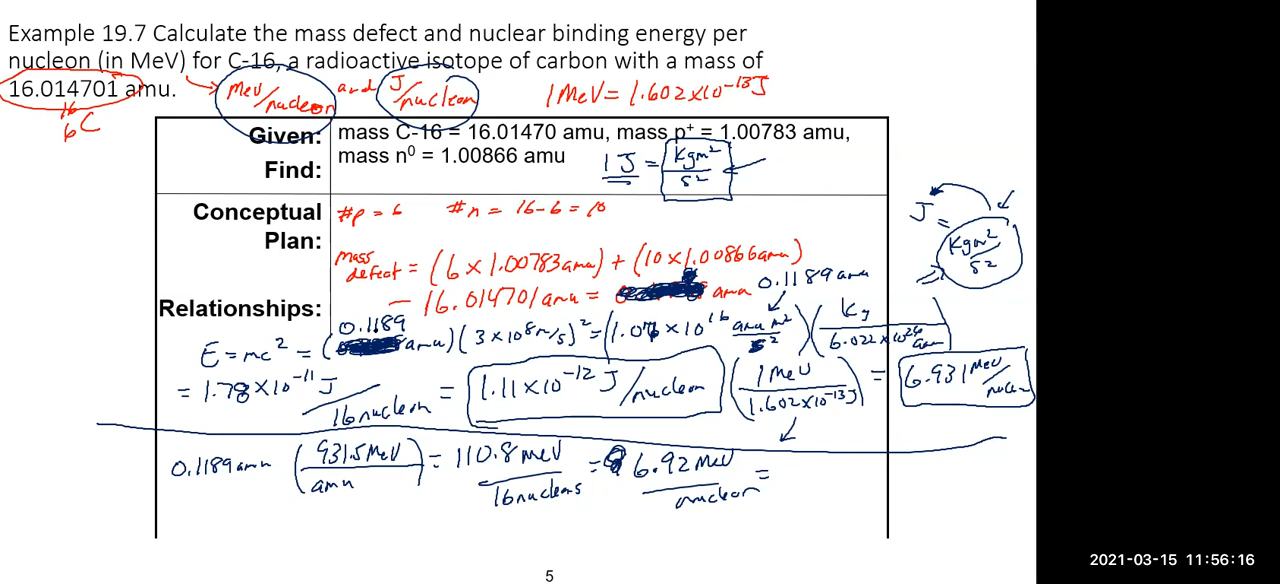 Example 19.7 Calculate the mass defect and nuclear binding energy per
nucleon (in MeV) for C-16, a radioactive isotope of carbon with a mass of
16.014701 amu. → MeV/nucleon and J/nucleon 1 MeV = 1.602 × 10⁻¹³ J
¹⁶₆C
Given: mass C-16 = 16.01470 amu, mass p⁺ = 1.00783 amu,
Find: mass n⁰ = 1.00866 amu 1 J = kgm²/s²
Conceptual #p = 6 #n = 16-6 = 10
Plan:
J = kgm²/s²
mass defect = (6 × 1.00783 amu) + (10 × 1.00866 amu)
Relationships: - 16.014701 amu = amu 0.1189 amu
E = mc² = (0.1189 amu)(3 × 10⁸ m/s)² = (1.07 × 10¹⁶ amu m²/s²)(kg/6.022 × 10²⁶ amu)
= 1.78 × 10⁻¹¹ J / 16 nucleon = 1.11 × 10⁻¹² J/nucleon (1 MeV/1.602 × 10⁻¹³ J) = 6.931 MeV/nucleon
0.1189 amu (931.5 MeV/amu) = 110.8 MeV/16 nucleons = 6.92 MeV/nucleon =
5
2021-03-15 11:56:16